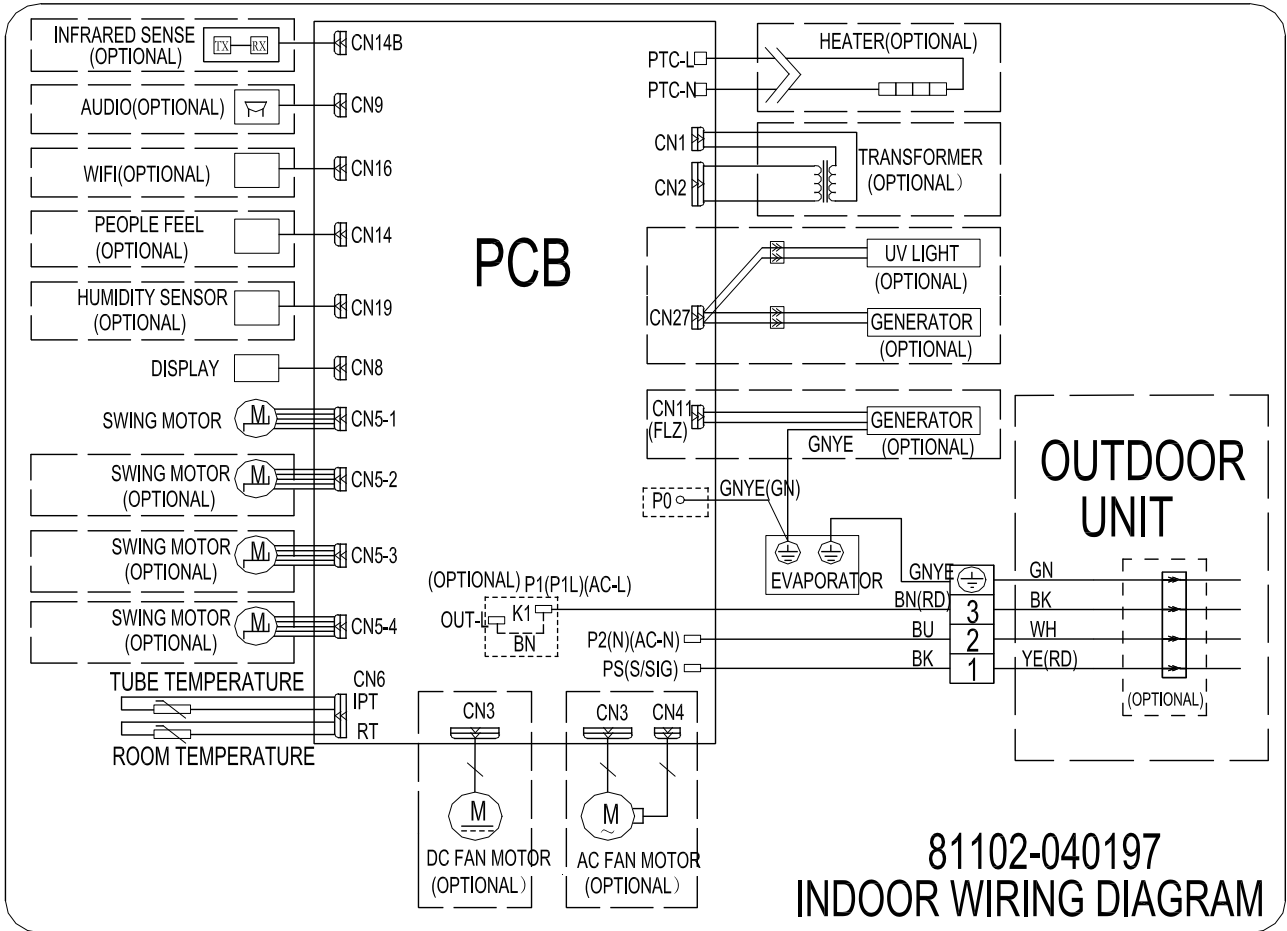 INFRARED SENSE
(OPTIONAL)
TX
RX
CN14B
AUDIO(OPTIONAL)
CN9
WIFI(OPTIONAL)
CN16
PEOPLE FEEL
(OPTIONAL)
CN14
HUMIDITY SENSOR
(OPTIONAL)
CN19
DISPLAY
CN8
SWING MOTOR
M
CN5-1
SWING MOTOR
(OPTIONAL)
M
CN5-2
SWING MOTOR
(OPTIONAL)
M
CN5-3
SWING MOTOR
(OPTIONAL)
M
CN5-4
TUBE TEMPERATURE
CN6
IPT
RT
ROOM TEMPERATURE
PCB
PTC-L
PTC-N
HEATER(OPTIONAL)
CN1
CN2
TRANSFORMER
(OPTIONAL)
CN27
UV LIGHT
(OPTIONAL)
GENERATOR
(OPTIONAL)
CN11
(FLZ)
GENERATOR
(OPTIONAL)
GNYE
P0
GNYE(GN)
EVAPORATOR
(OPTIONAL)
P1(P1L)(AC-L)
OUT-L
K1
BN
P2(N)(AC-N)
PS(S/SIG)
GNYE
BN(RD)
BU
BK
3
2
1
GN
BK
WH
YE(RD)
OUTDOOR
UNIT
(OPTIONAL)
CN3
M
DC FAN MOTOR
(OPTIONAL)
CN3
CN4
M
~
AC FAN MOTOR
(OPTIONAL)
81102-040197
INDOOR WIRING DIAGRAM